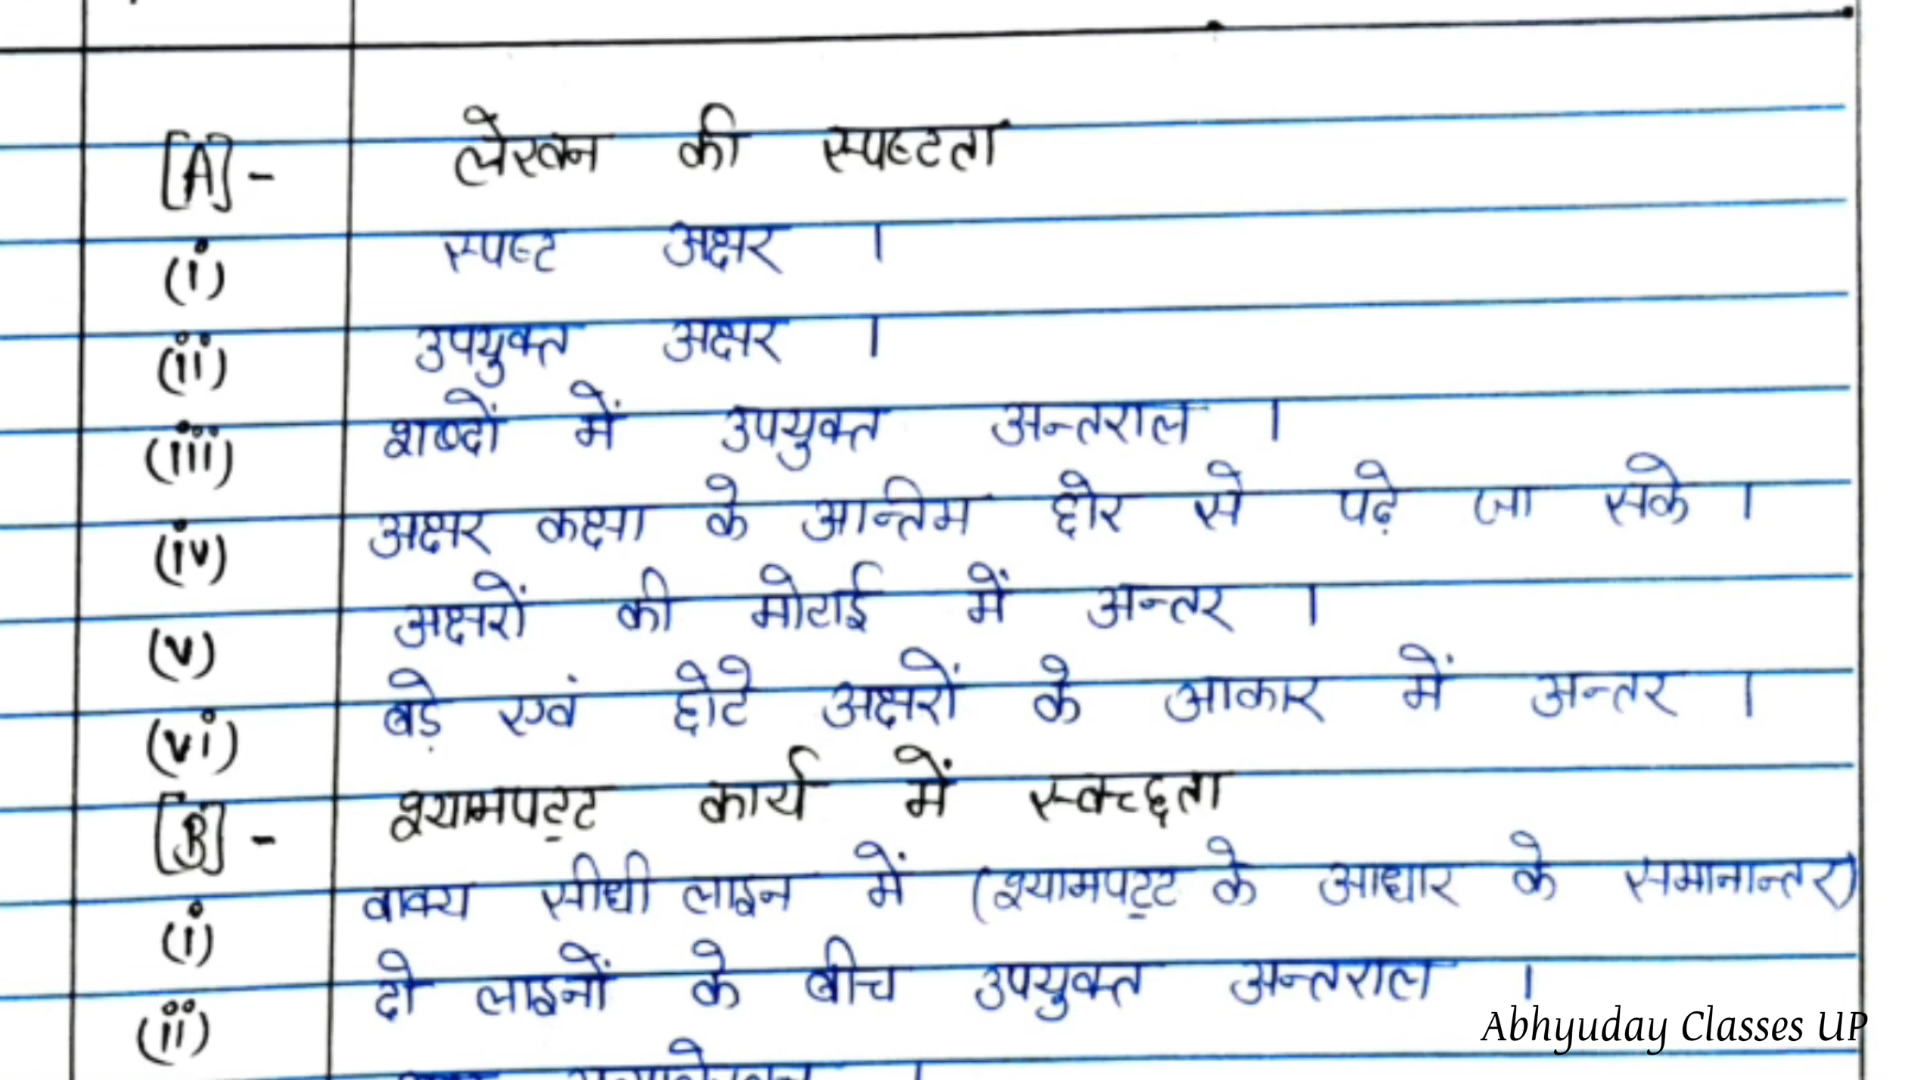 [A]- लेखन की स्पष्टता
(i) स्पष्ट अक्षर ।
(ii) उपयुक्त अक्षर ।
(iii) शब्दों में उपयुक्त अन्तराल ।
(iv) अक्षर कक्षा के अन्तिम छोर से पढ़े जा सके ।
(v) अक्षरों की मोटाई में अन्तर ।
(vi) बड़े एवं छोटे अक्षरों के आकार में अन्तर ।
[B]- श्यामपट्ट कार्य में स्वच्छता
(i) वाक्य सीधी लाइन में (श्यामपट्ट के आधार के समानान्तर)
(ii) दो लाइनों के बीच उपयुक्त अन्तराल ।
Abhyuday Classes UP